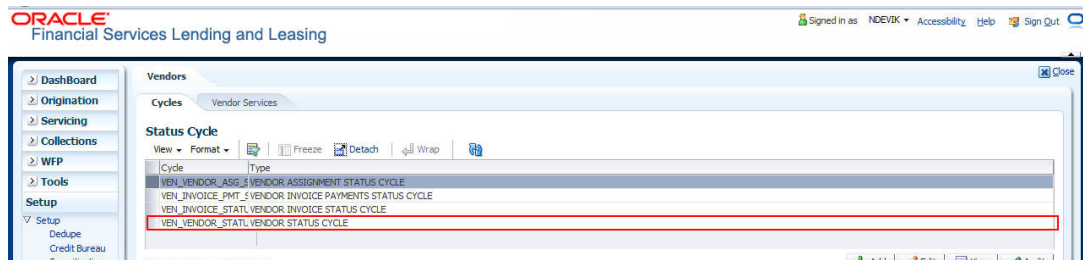 ORACLE
Signed in as NDEVIK Accessibility Help Sign Out
Financial Services Lending and Leasing
Close
DashBoard
Origination
Servicing
Collections
WFP
Tools
Setup
Setup
Dedupe
Credit Bureau
Vendors
Cycles Vendor Services
Status Cycle
View Format Freeze Detach Wrap
Cycle Type
VEN_VENDOR_ASG_S VENDOR ASSIGNMENT STATUS CYCLE
VEN_INVOICE_PMT_S VENDOR INVOICE PAYMENTS STATUS CYCLE
VEN_INVOICE_STATU VENDOR INVOICE STATUS CYCLE
VEN_VENDOR_STATU VENDOR STATUS CYCLE